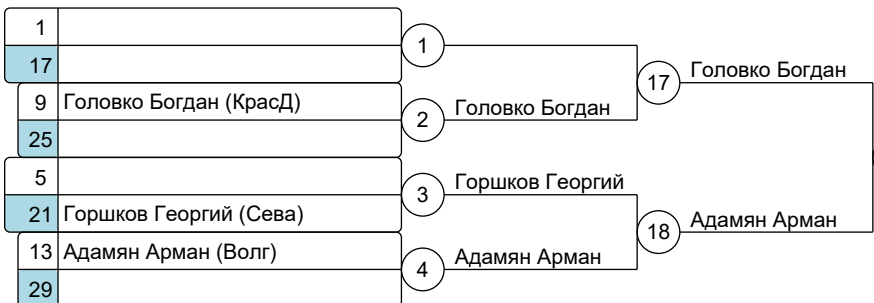 1
17
9 Головко Богдан (КрасД)
25
5
21 Горшков Георгий (Сева)
13 Адамян Арман (Волг)
29
1
2 Головко Богдан
3 Горшков Георгий
4 Адамян Арман
17 Головко Богдан
18 Адамян Арман